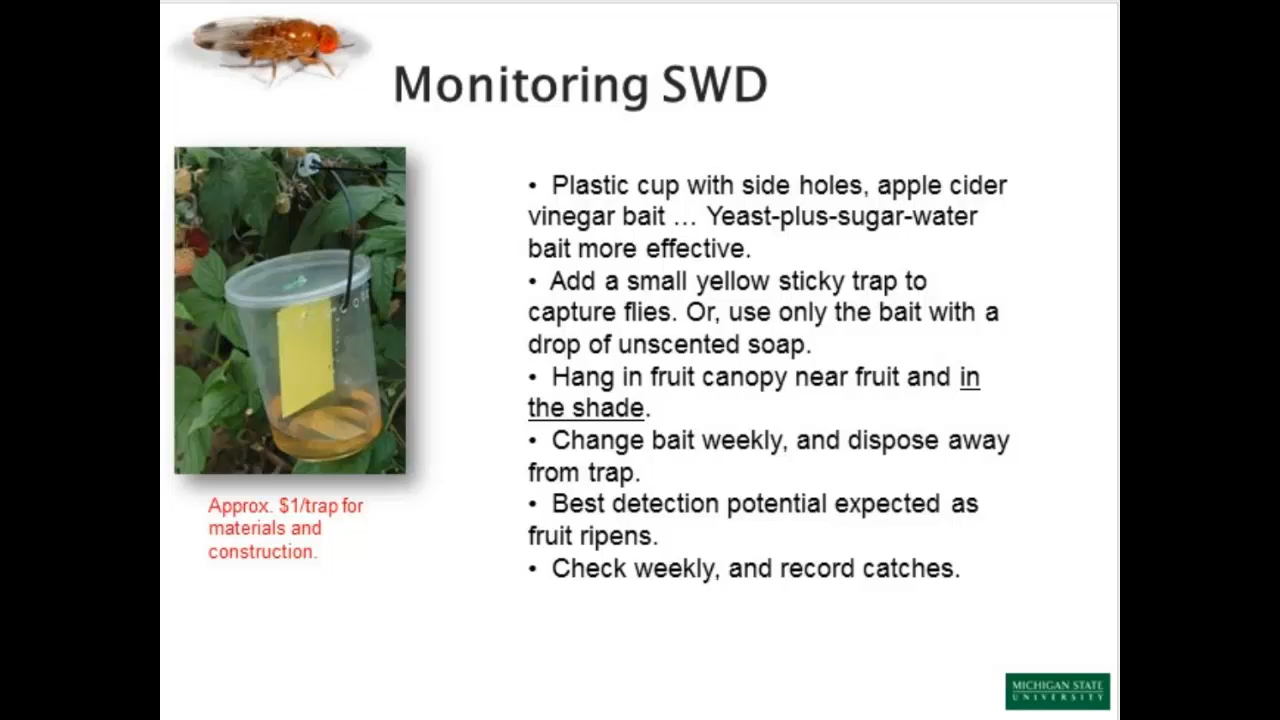 Monitoring SWD
• Plastic cup with side holes, apple cider
vinegar bait … Yeast-plus-sugar-water
bait more effective.
• Add a small yellow sticky trap to
capture flies. Or, use only the bait with a
drop of unscented soap.
• Hang in fruit canopy near fruit and in
the shade.
• Change bait weekly, and dispose away
from trap.
• Best detection potential expected as
fruit ripens.
• Check weekly, and record catches.
Approx. $1/trap for
materials and
construction.
MICHIGAN STATE
UNIVERSITY